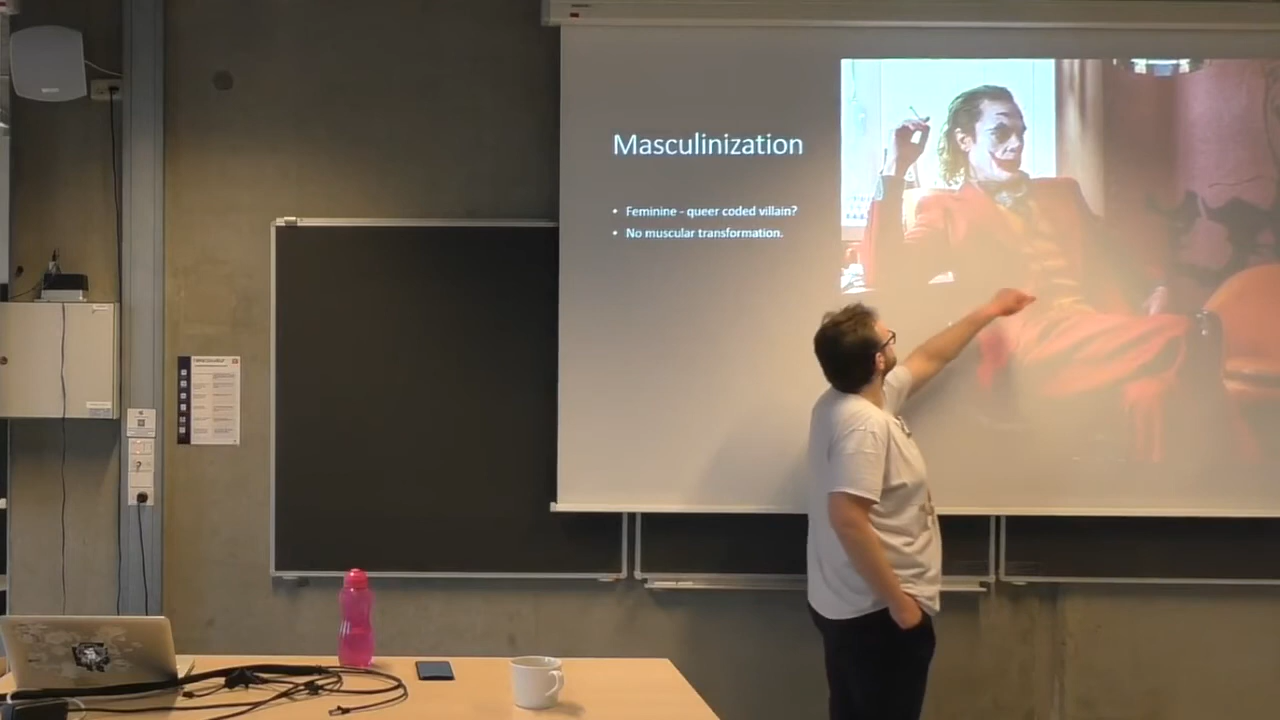 Masculinization
• Feminine - queer coded villain?
• No muscular transformation.